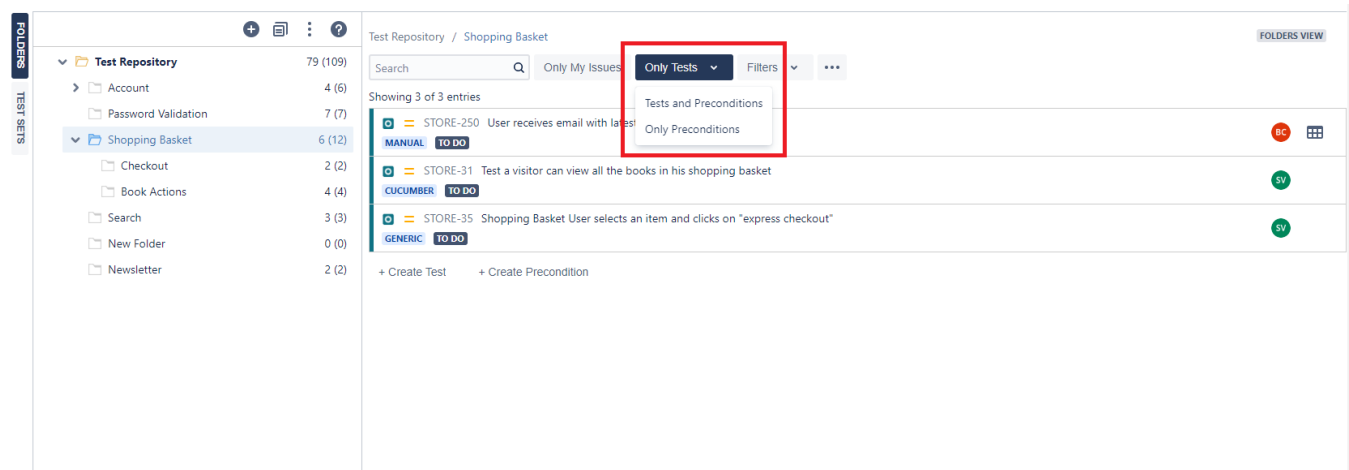 FOLDERS
TEST SETS
Test Repository 79 (109)
Account 4 (6)
Password Validation 7 (7)
Shopping Basket 6 (12)
Checkout 2 (2)
Book Actions 4 (4)
Search 3 (3)
New Folder 0 (0)
Newsletter 2 (2)
Test Repository / Shopping Basket FOLDERS VIEW
Search Only My Issues Only Tests Filters
Tests and Preconditions
Only Preconditions
Showing 3 of 3 entries
STORE-250 User receives email with latest
MANUAL TO DO BC
STORE-31 Test a visitor can view all the books in his shopping basket
CUCUMBER TO DO SV
STORE-35 Shopping Basket User selects an item and clicks on "express checkout"
GENERIC TO DO SV
+ Create Test + Create Precondition